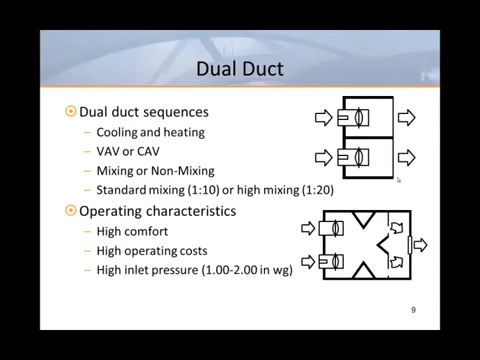 Dual Duct
Dual duct sequences
– Cooling and heating
– VAV or CAV
– Mixing or Non-Mixing
– Standard mixing (1:10) or high mixing (1:20)
Operating characteristics
– High comfort
– High operating costs
– High inlet pressure (1.00-2.00 in wg)
9